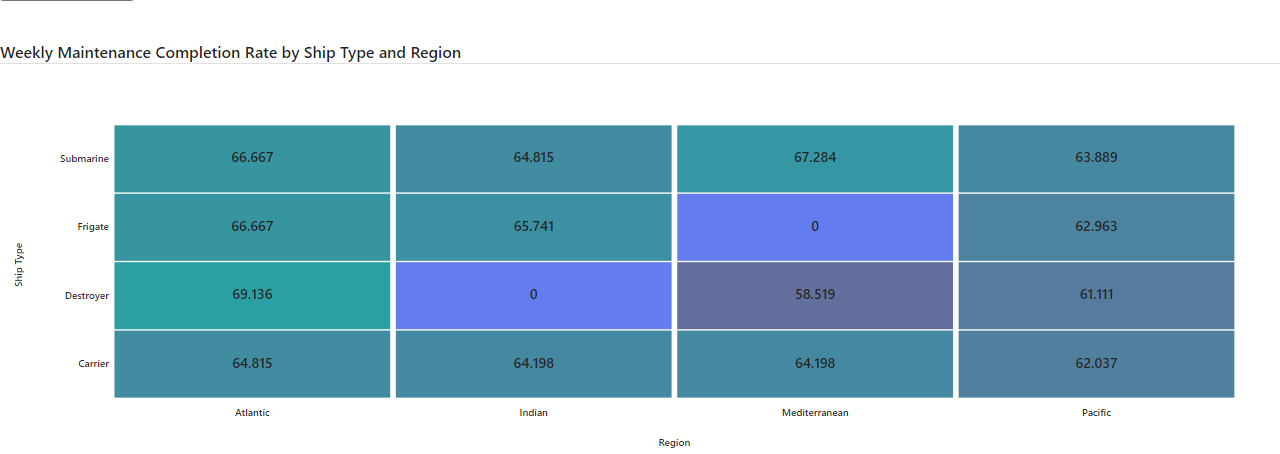 Weekly Maintenance Completion Rate by Ship Type and Region
Submarine 66.667 64.815 67.284 63.889
Frigate 66.667 65.741 0 62.963
Ship Type
Destroyer 69.136 0 58.519 61.111
Carrier 64.815 64.198 64.198 62.037
Atlantic Indian Mediterranean Pacific
Region